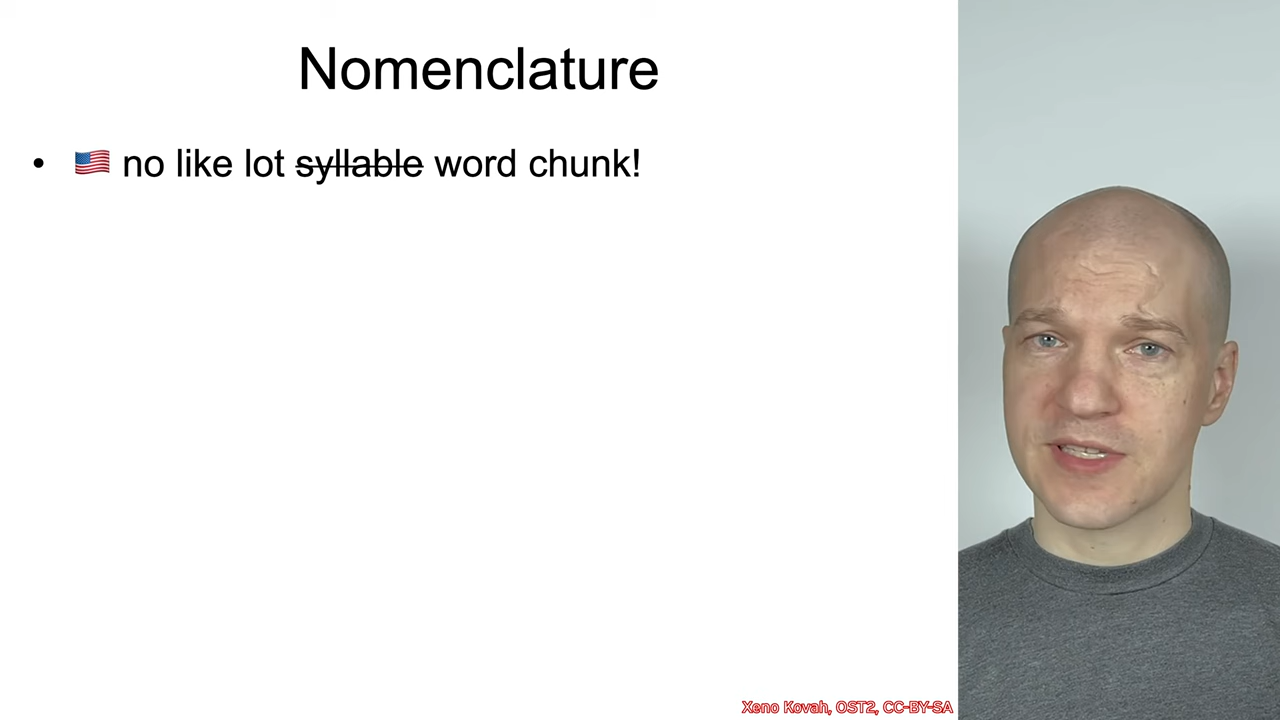 Nomenclature
• 🇺🇸 no like lot ~~syllable~~ word chunk!
Xeno Kovah, OST2, CC-BY-SA